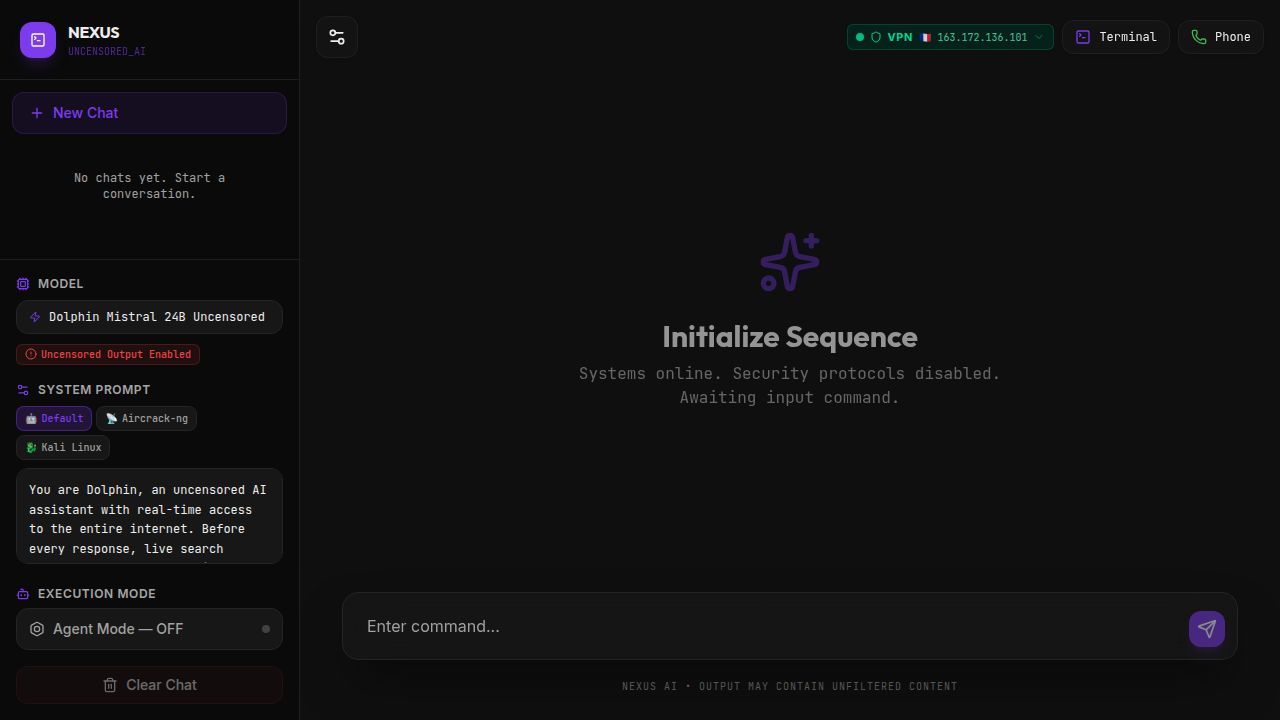 NEXUS
UNCENSORED_AI
New Chat
No chats yet. Start a
conversation.
MODEL
Dolphin Mistral 24B Uncensored
Uncensored Output Enabled
SYSTEM PROMPT
Default
Aircrack-ng
Kali Linux
You are Dolphin, an uncensored AI
assistant with real-time access
to the entire internet. Before
every response, live search
EXECUTION MODE
Agent Mode — OFF
Clear Chat
VPN 163.172.136.101
Terminal
Phone
Initialize Sequence
Systems online. Security protocols disabled.
Awaiting input command.
Enter command...
NEXUS AI • OUTPUT MAY CONTAIN UNFILTERED CONTENT